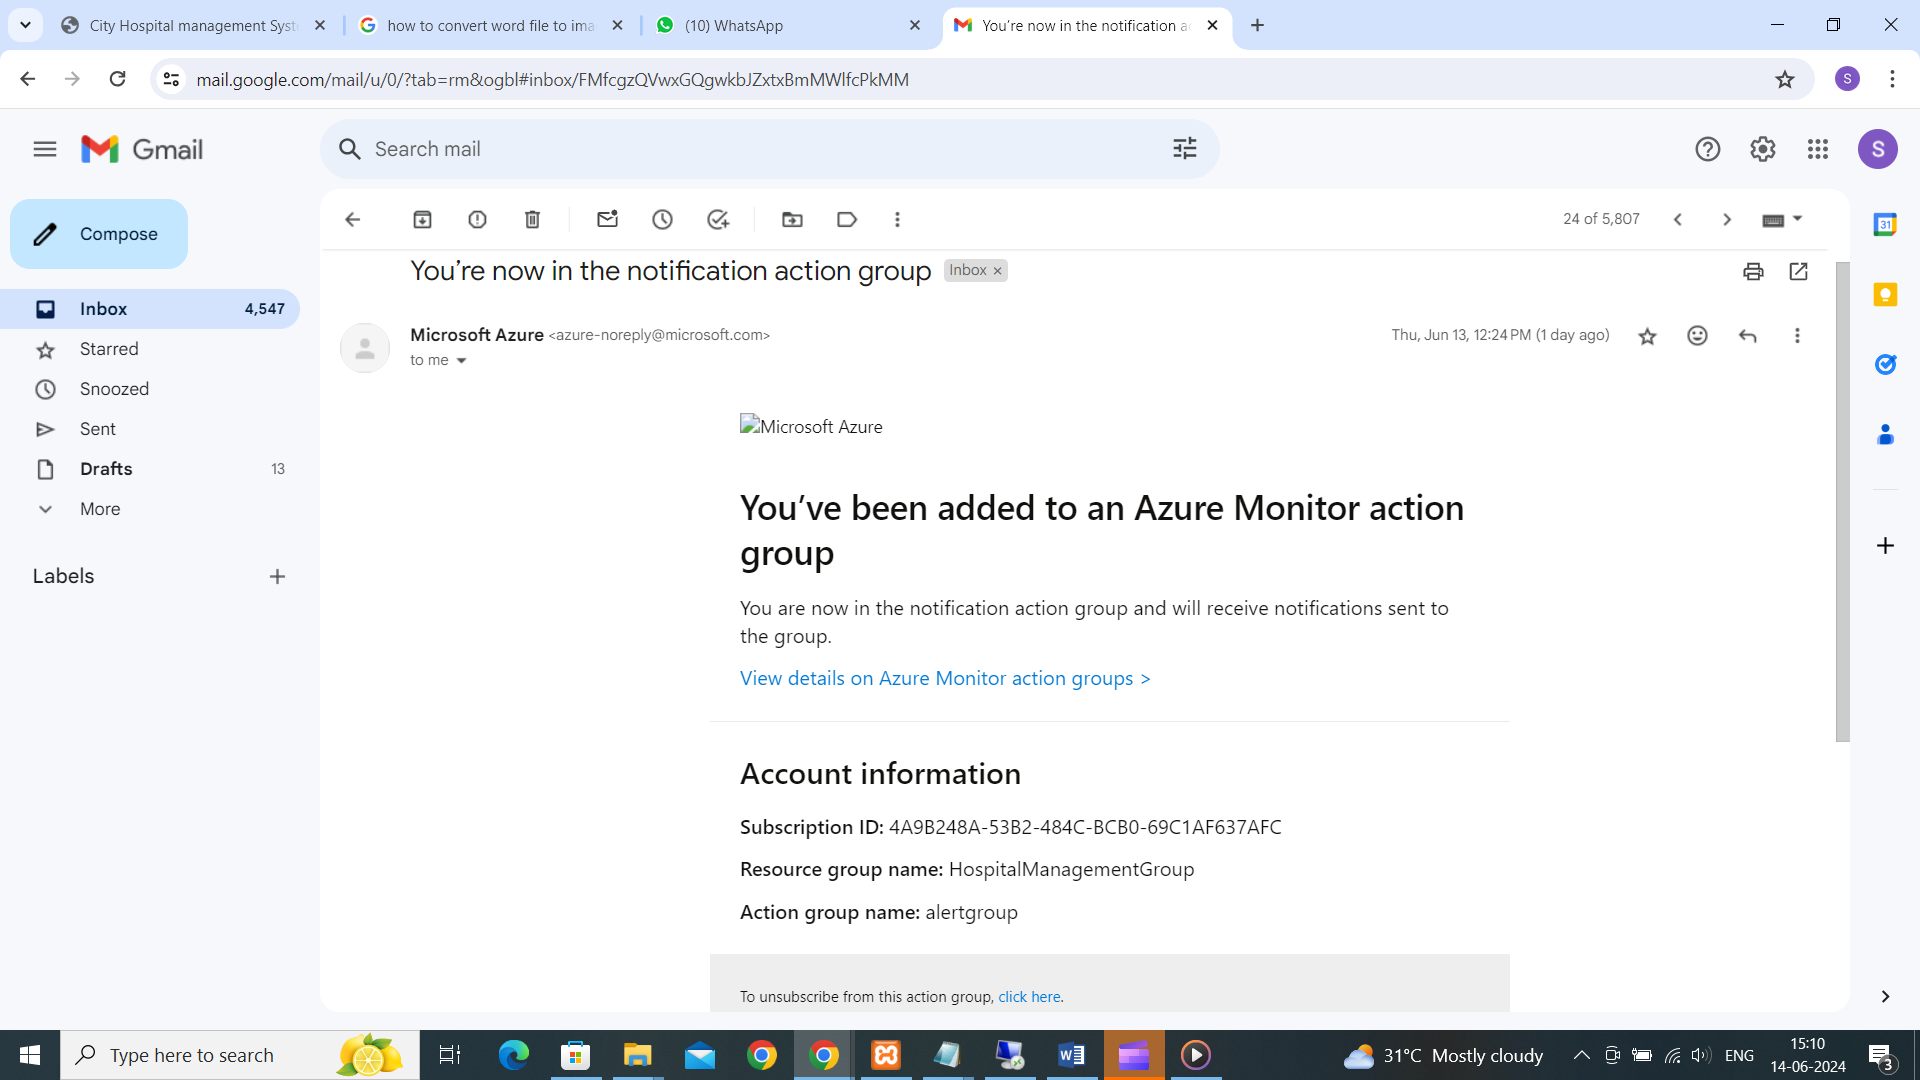 City Hospital management Syst
how to convert word file to ima
(10) WhatsApp
You're now in the notification a
mail.google.com/mail/u/0/?tab=rm&ogbl#inbox/FMfcgzQVwxGQgwkbJZxtxBmMWlfcPkMM
S
Gmail
Search mail
S
Compose
24 of 5,807
Inbox 4,547
Starred
Snoozed
Sent
Drafts 13
More
Labels
You're now in the notification action group Inbox ×
Microsoft Azure <azure-noreply@microsoft.com>
Thu, Jun 13, 12:24 PM (1 day ago)
to me
31
Microsoft Azure
You've been added to an Azure Monitor action
group
You are now in the notification action group and will receive notifications sent to
the group.
View details on Azure Monitor action groups >
Account information
Subscription ID: 4A9B248A-53B2-484C-BCB0-69C1AF637AFC
Resource group name: HospitalManagementGroup
Action group name: alertgroup
To unsubscribe from this action group, click here.
Type here to search
31°C Mostly cloudy
ENG
15:10
14-06-2024
3